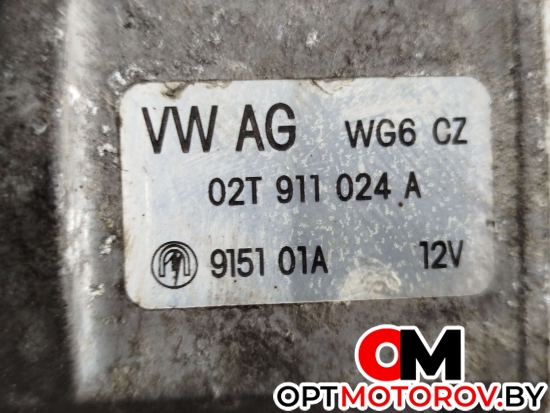 VW AG WG6 CZ
02T 911 024 A
9151 01A 12V
OM
OPTMOTOROV.BY